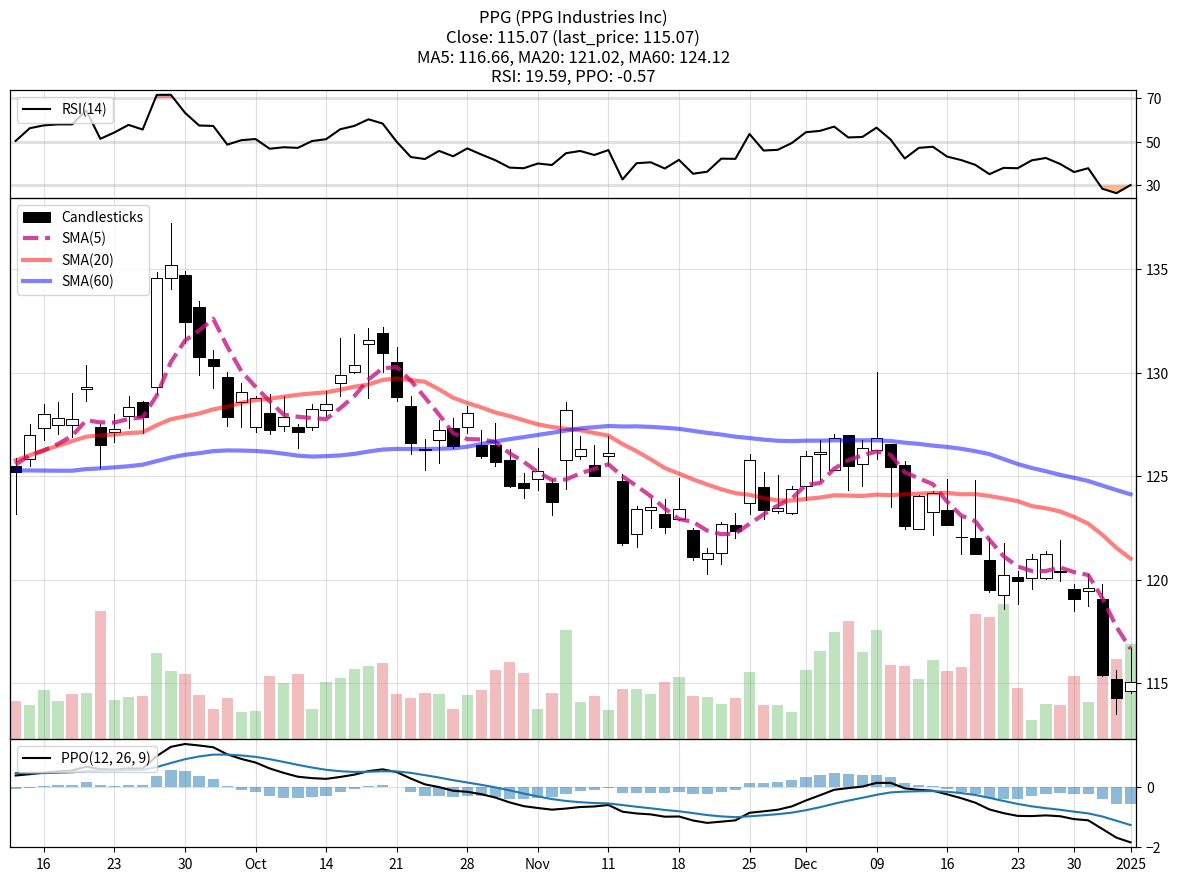 PPG (PPG Industries Inc)
Close: 115.07 (last_price: 115.07)
MA5: 116.66, MA20: 121.02, MA60: 124.12
RSI: 19.59, PPO: -0.57
RSI(14)
70
50
30
Candlesticks
SMA(5)
SMA(20)
SMA(60)
135
130
125
120
115
PPO(12, 26, 9)
0
−2
16 23 30 Oct 14 21 28 Nov 11 18 25 Dec 09 16 23 30 2025